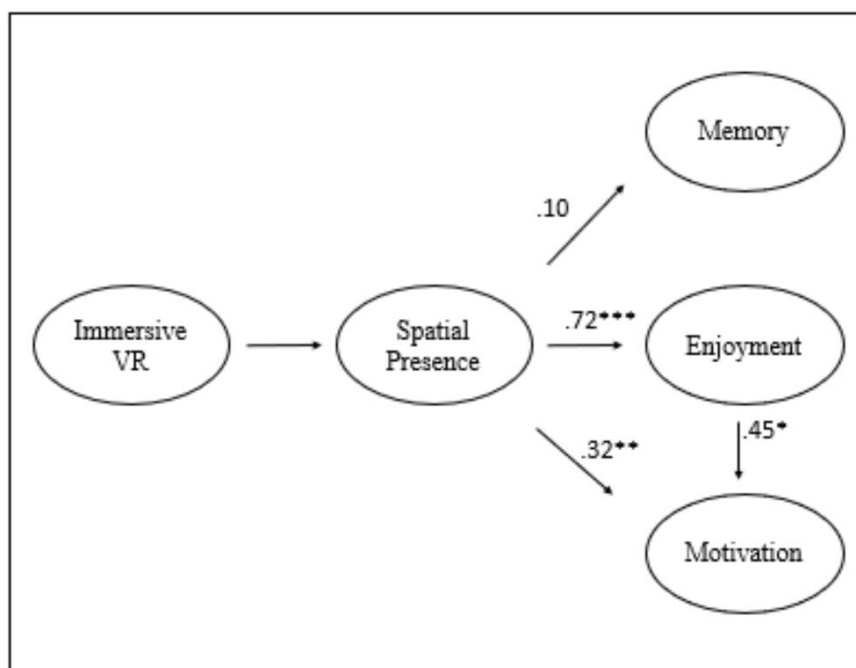 Memory
.10
Immersive
VR
Spatial
Presence
.72***
Enjoyment
.32**
.45*
Motivation